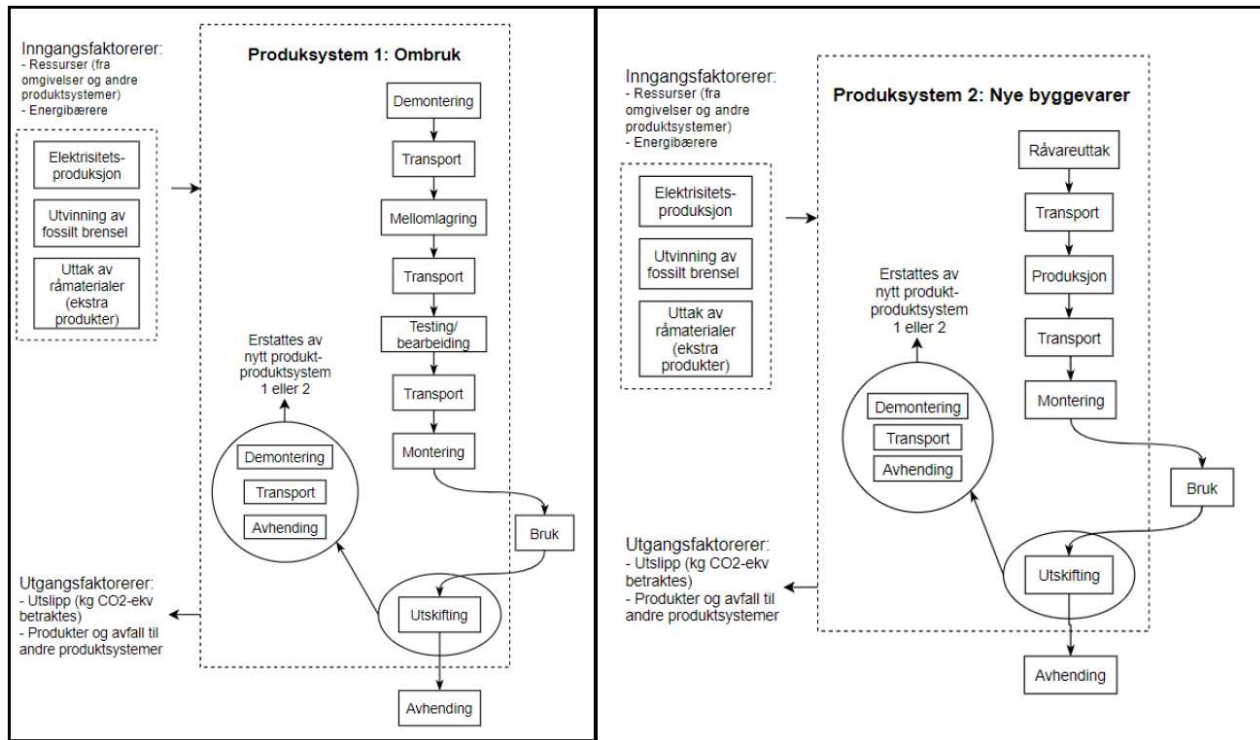 Inngangsfaktorerer:
- Ressurser (fra
omgivelser og andre
produktsystemer)
- Energibærere
Elektrisitets-
produksjon
Utvinning av
fossilt brensel
Uttak av
råmaterialer
(ekstra
produkter)
Produksystem 1: Ombruk
Demontering
Transport
Mellomlagring
Transport
Testing/
bearbeiding
Transport
Montering
Bruk
Utskifting
Avhending
Erstattes av
nytt produkt-
produktsystem
1 eller 2
Demontering
Transport
Avhending
Utgangsfaktorerer:
- Utslipp (kg CO2-ekv
betraktes)
- Produkter og avfall til
andre produktsystemer
Inngangsfaktorerer:
- Ressurser (fra
omgivelser og andre
produktsystemer)
- Energibærere
Elektrisitets-
produksjon
Utvinning av
fossilt brensel
Uttak av
råmaterialer
(ekstra
produkter)
Produksystem 2: Nye byggevarer
Råvareuttak
Transport
Produksjon
Transport
Montering
Bruk
Utskifting
Avhending
Erstattes av
nytt produkt-
produktsystem
1 eller 2
Demontering
Transport
Avhending
Utgangsfaktorerer:
- Utslipp (kg CO2-ekv
betraktes)
- Produkter og avfall til
andre produktsystemer